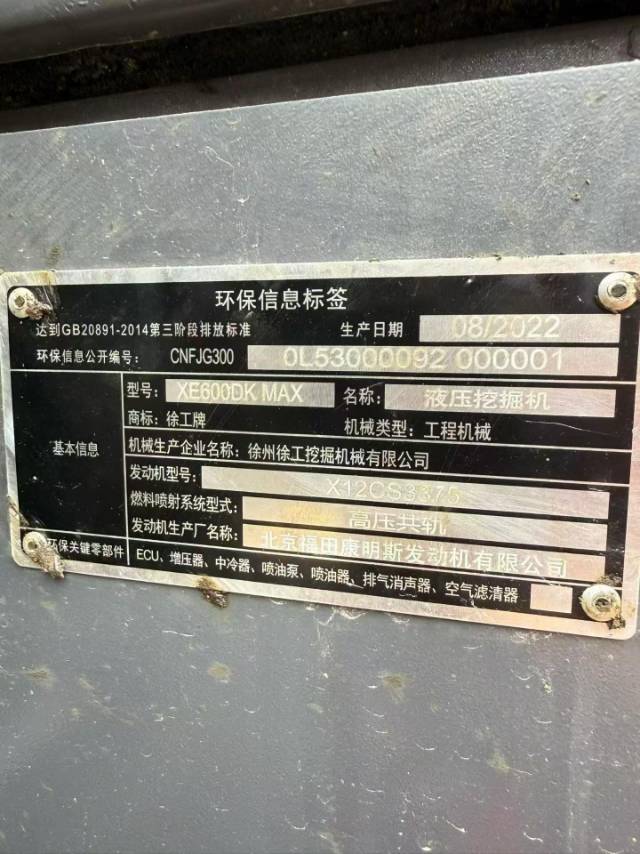 环保信息标签
达到GB20891-2014第三阶段排放标准 生产日期 08/2022
环保信息公开编号: CNFJG300 0L53000092 000001
基本信息
型号: XE600DK MAX 名称: 液压挖掘机
商标: 徐工牌 机械类型: 工程机械
机械生产企业名称: 徐州徐工挖掘机械有限公司
发动机型号: X12CS3375
燃料喷射系统型式: 高压共轨
发动机生产厂名称: 北京福田康明斯发动机有限公司
环保关键零部件 ECU、增压器、中冷器、喷油泵、喷油器、排气消声器、空气滤清器